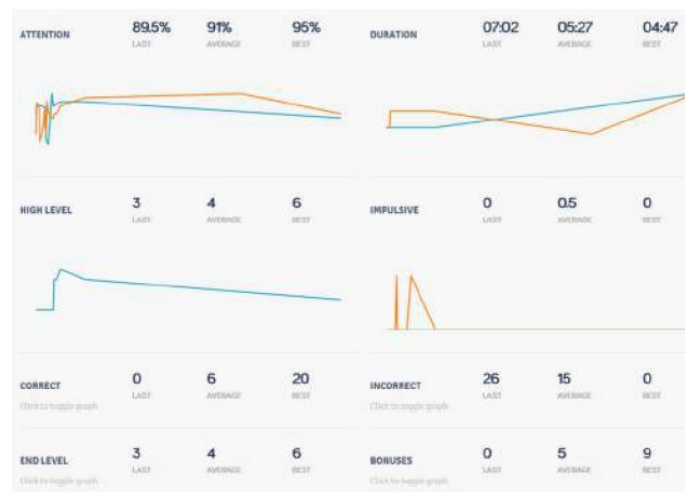 ATTENTION 89.5% 91% 95%
LAST AVERAGE BEST
DURATION 07:02 05:27 04:47
LAST AVERAGE BEST
HIGH LEVEL 3 4 6
LAST AVERAGE BEST
IMPULSIVE 0 0.5 0
LAST AVERAGE BEST
CORRECT 0 6 20
LAST AVERAGE BEST
Click to toggle graph
INCORRECT 26 15 0
LAST AVERAGE BEST
Click to toggle graph
END LEVEL 3 4 6
LAST AVERAGE BEST
Click to toggle graph
BONUSES 0 5 9
LAST AVERAGE BEST
Click to toggle graph